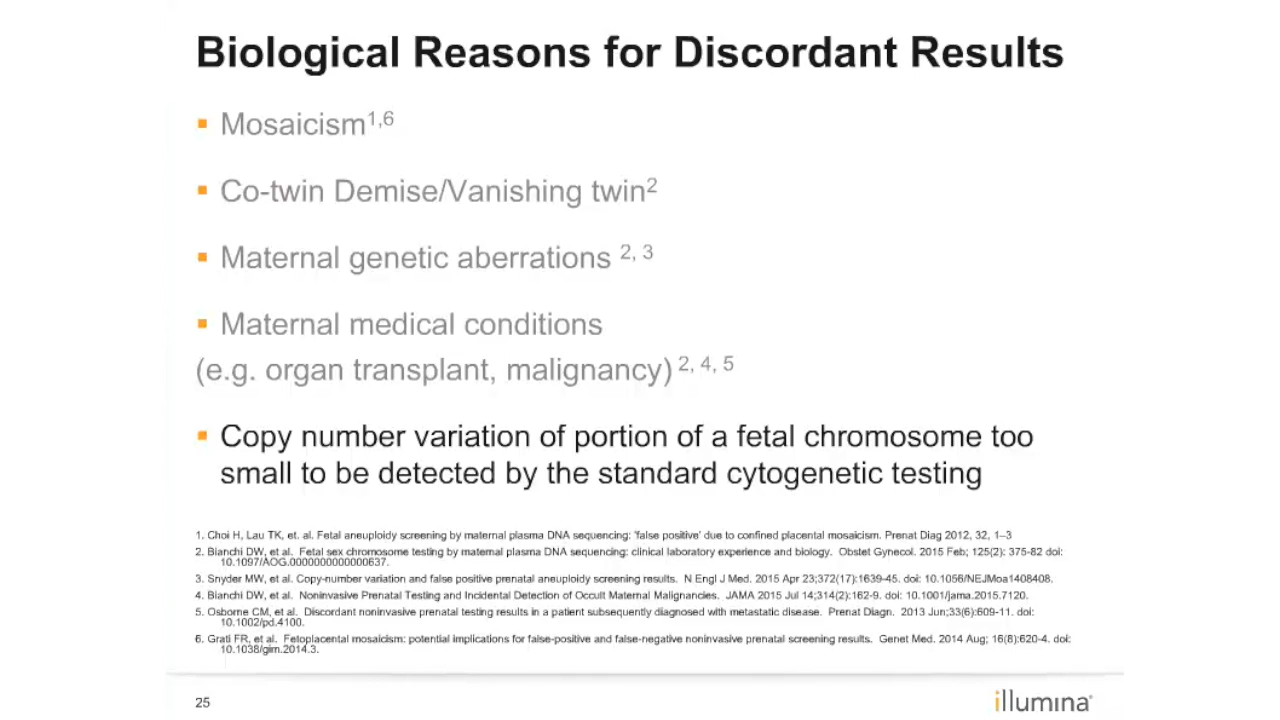 Biological Reasons for Discordant Results
▪ Mosaicism1,6
▪ Co-twin Demise/Vanishing twin2
▪ Maternal genetic aberrations 2, 3
▪ Maternal medical conditions
(e.g. organ transplant, malignancy) 2, 4, 5
▪ Copy number variation of portion of a fetal chromosome too
small to be detected by the standard cytogenetic testing
1. Choi H, Lau TK, et. al. Fetal aneuploidy screening by maternal plasma DNA sequencing: 'false positive' due to confined placental mosaicism. Prenat Diag 2012, 32, 1–3
2. Bianchi DW, et al. Fetal sex chromosome testing by maternal plasma DNA sequencing: clinical laboratory experience and biology. Obstet Gynecol. 2015 Feb; 125(2): 375-82 doi:
10.1097/AOG.0000000000000637.
3. Snyder MW, et al. Copy-number variation and false positive prenatal aneuploidy screening results. N Engl J Med. 2015 Apr 23;372(17):1639-45. doi: 10.1056/NEJMoa1408408.
4. Bianchi DW, et al. Noninvasive Prenatal Testing and Incidental Detection of Occult Maternal Malignancies. JAMA 2015 Jul 14;314(2):162-9. doi: 10.1001/jama.2015.7120.
5. Osborne CM, et al. Discordant noninvasive prenatal testing results in a patient subsequently diagnosed with metastatic disease. Prenat Diagn. 2013 Jun;33(6):609-11. doi:
10.1002/pd.4100.
6. Grati FR, et al. Fetoplacental mosaicism: potential implications for false-positive and false-negative noninvasive prenatal screening results. Genet Med. 2014 Aug; 16(8):620-4. doi:
10.1038/gim.2014.3.
25
illumina